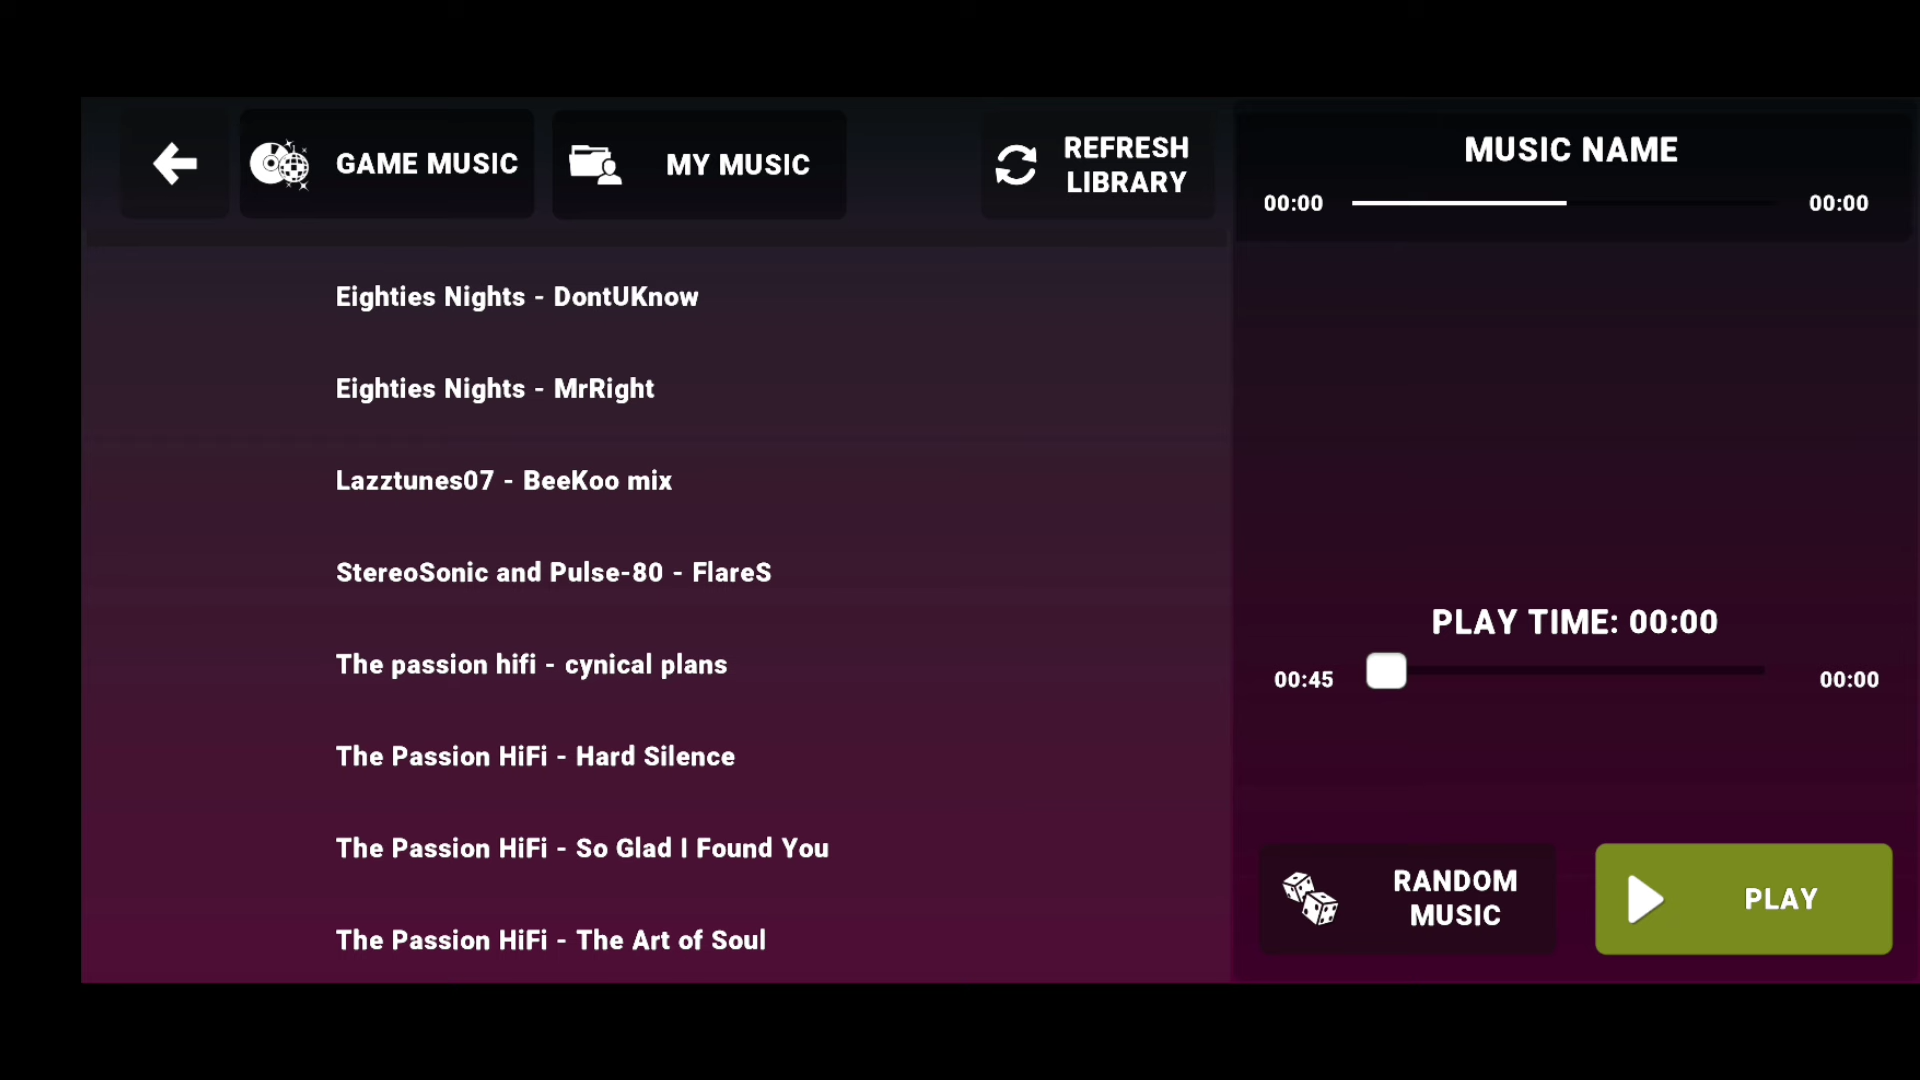 GAME MUSIC
MY MUSIC
REFRESH
LIBRARY
Eighties Nights - DontUKnow
Eighties Nights - MrRight
Lazztunes07 - BeeKoo mix
StereoSonic and Pulse-80 - FlareS
The passion hifi - cynical plans
The Passion HiFi - Hard Silence
The Passion HiFi - So Glad I Found You
The Passion HiFi - The Art of Soul
MUSIC NAME
00:00 00:00
PLAY TIME: 00:00
00:45 00:00
RANDOM
MUSIC
PLAY